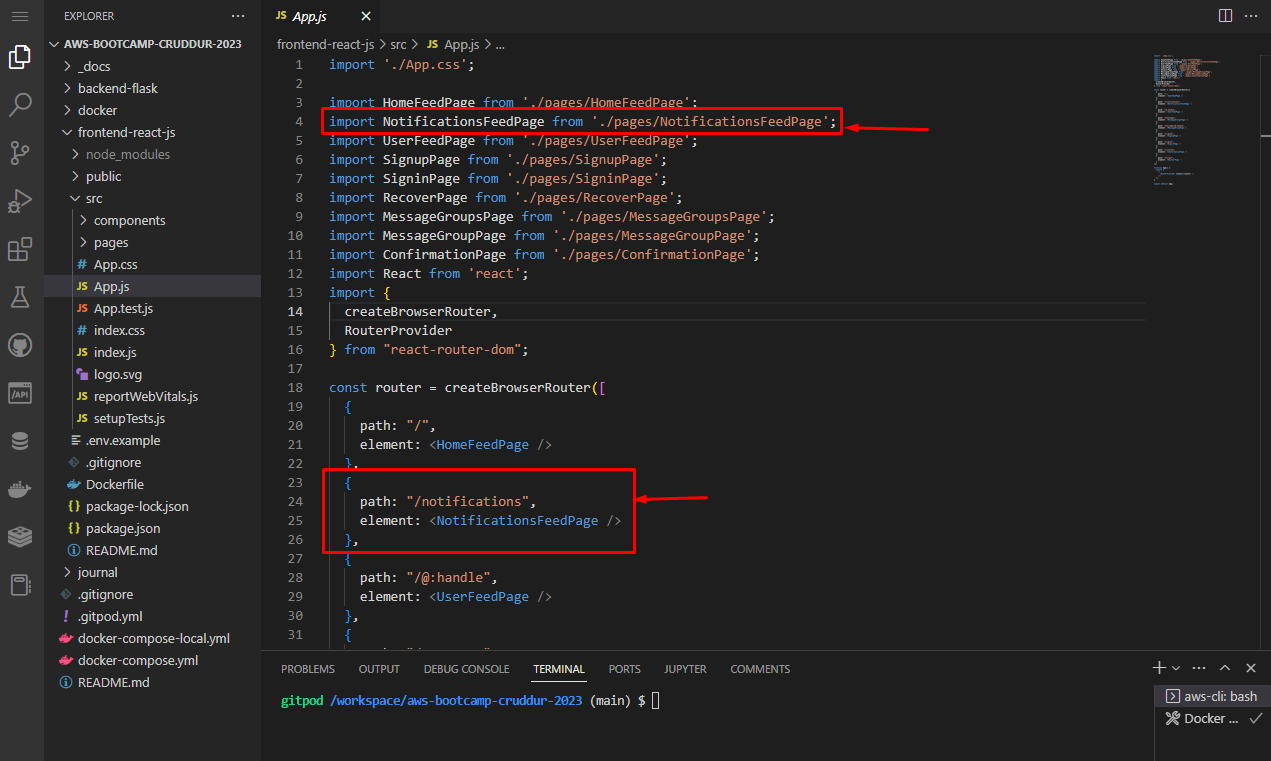 EXPLORER
AWS-BOOTCAMP-CRUDDUR-2023
_docs
backend-flask
docker
frontend-react-js
node_modules
public
src
components
pages
# App.css
JS App.js
JS App.test.js
# index.css
JS index.js
logo.svg
JS reportWebVitals.js
JS setupTests.js
.env.example
.gitignore
Dockerfile
{} package-lock.json
{} package.json
README.md
journal
.gitignore
! .gitpod.yml
docker-compose-local.yml
docker-compose.yml
README.md
/API
JS App.js
frontend-react-js > src > JS App.js > ...
1 import './App.css';
2
3 import HomeFeedPage from './pages/HomeFeedPage';
4 import NotificationsFeedPage from './pages/NotificationsFeedPage';
5 import UserFeedPage from './pages/UserFeedPage';
6 import SignupPage from './pages/SignupPage';
7 import SigninPage from './pages/SigninPage';
8 import RecoverPage from './pages/RecoverPage';
9 import MessageGroupsPage from './pages/MessageGroupsPage';
10 import MessageGroupPage from './pages/MessageGroupPage';
11 import ConfirmationPage from './pages/ConfirmationPage';
12 import React from 'react';
13 import {
14 createBrowserRouter,
15 RouterProvider
16 } from "react-router-dom";
17
18 const router = createBrowserRouter([
19 {
20 path: "/",
21 element: <HomeFeedPage />
22 },
23 {
24 path: "/notifications",
25 element: <NotificationsFeedPage />
26 },
27 {
28 path: "/@:handle",
29 element: <UserFeedPage />
30 },
31 {
PROBLEMS OUTPUT DEBUG CONSOLE TERMINAL PORTS JUPYTER COMMENTS
gitpod /workspace/aws-bootcamp-cruddur-2023 (main) $
aws-cli: bash
Docker ...